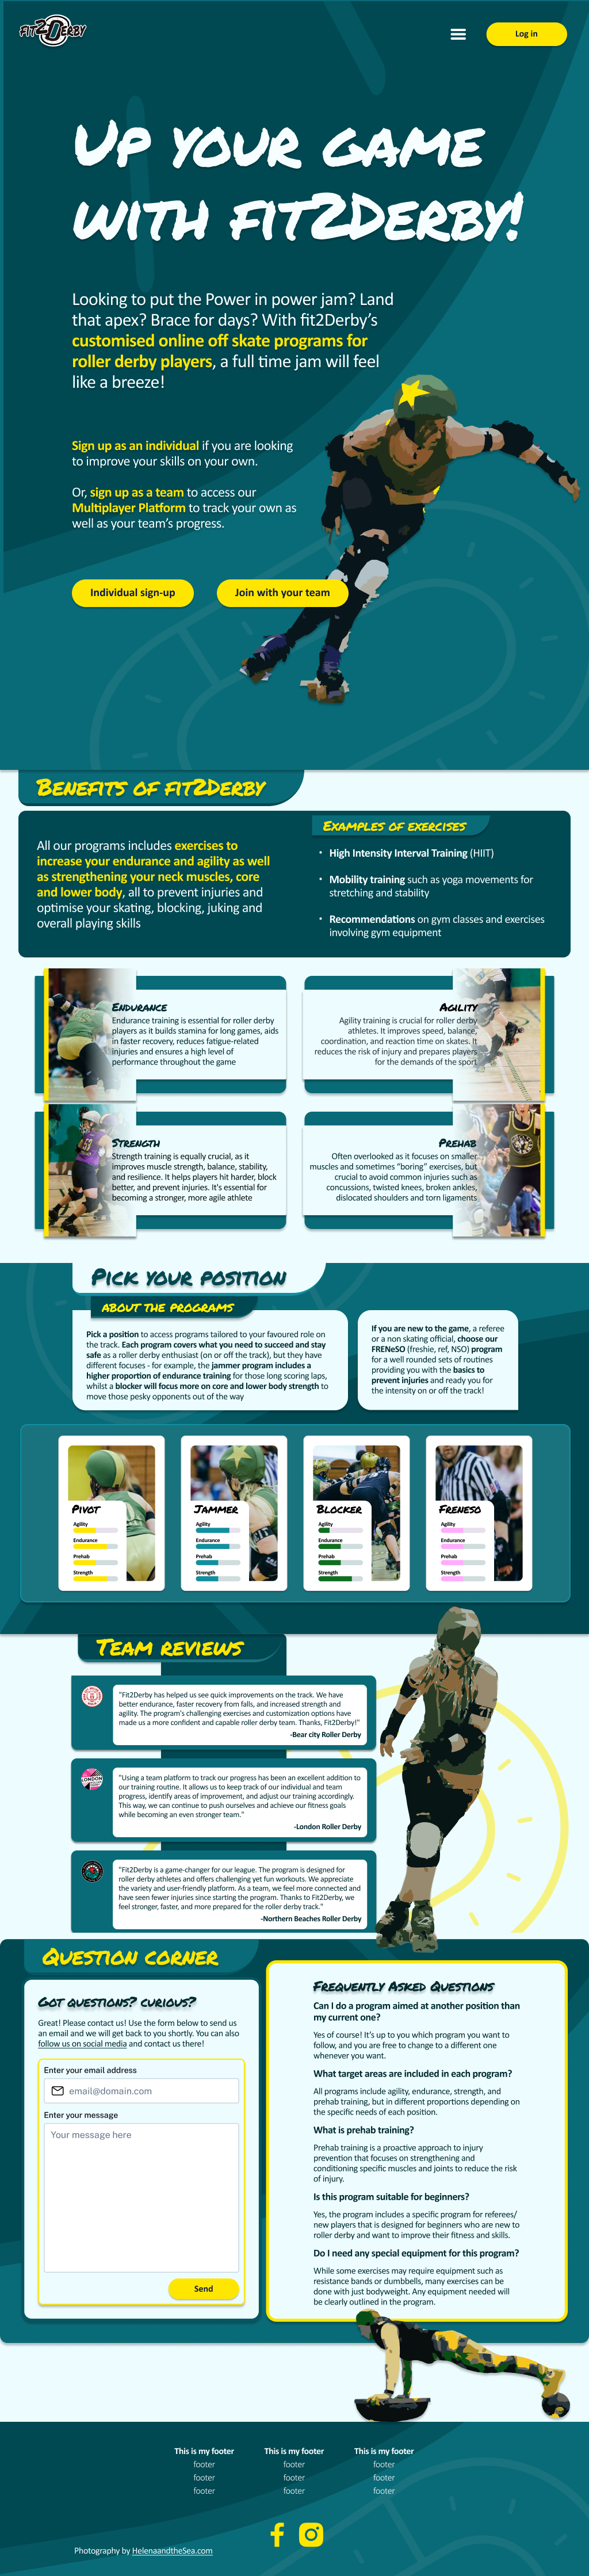 FIT2DERBY
Log in
Up your game
with fit2Derby!
Looking to put the Power in power jam? Land
that apex? Brace for days? With fit2Derby's
customised online off skate programs for
roller derby players, a full time jam will feel
like a breeze!
Sign up as an individual if you are looking
to improve your skills on your own.
Or, sign up as a team to access our
Multiplayer Platform to track your own as
well as your team's progress.
Individual sign-up
Join with your team
Benefits of fit2Derby
All our programs includes exercises to
increase your endurance and agility as well
as strengthening your neck muscles, core
and lower body, all to prevent injuries and
optimise your skating, blocking, juking and
overall playing skills
Examples of exercises
• High Intensity Interval Training (HIIT)
• Mobility training such as yoga movements for
stretching and stability
• Recommendations on gym classes and exercises
involving gym equipment
Endurance
Endurance training is essential for roller derby
players as it builds stamina for long games, aids
in faster recovery, reduces fatigue-related
injuries and ensures a high level of
performance throughout the game
Agility
Agility training is crucial for roller derby
athletes. It improves speed, balance,
coordination, and reaction time on skates. It
reduces the risk of injury and prepares players
for the demands of the sport
Strength
Strength training is equally crucial, as it
improves muscle strength, balance, stability,
and resilience. It helps players hit harder, block
better, and prevent injuries. It's essential for
becoming a stronger, more agile athlete
Prehab
Often overlooked as it focuses on smaller
muscles and sometimes "boring" exercises, but
crucial to avoid common injuries such as
concussions, twisted knees, broken ankles,
dislocated shoulders and torn ligaments
Pick your position
About the programs
Pick a position to access programs tailored to your favoured role on
the track. Each program covers what you need to succeed and stay
safe as a roller derby enthusiast (on or off the track), but they have
different focuses - for example, the jammer program includes a
higher proportion of endurance training for those long scoring laps,
whilst a blocker will focus more on core and lower body strength to
move those pesky opponents out of the way
If you are new to the game, a referee
or a non skating official, choose our
FRENeSO (freshie, ref, NSO) program
for a well rounded sets of routines
providing you with the basics to
prevent injuries and ready you for
the intensity on or off the track!
Pivot
Agility
Endurance
Prehab
Strength
Jammer
Agility
Endurance
Prehab
Strength
Blocker
Agility
Endurance
Prehab
Strength
Freneso
Agility
Endurance
Prehab
Strength
Team reviews
"Fit2Derby has helped us see quick improvements on the track. We have
better endurance, faster recovery from falls, and increased strength and
agility. The program's challenging exercises and customization options have
made us a more confident and capable roller derby team. Thanks, Fit2Derby!"
-Bear city Roller Derby
LONDON
"Using a team platform to track our progress has been an excellent addition to
our training routine. It allows us to keep track of our individual and team
progress, identify areas of improvement, and adjust our training accordingly.
This way, we can continue to push ourselves and achieve our fitness goals
while becoming an even stronger team."
-London Roller Derby
"Fit2Derby is a game-changer for our league. The program is designed for
roller derby athletes and offers challenging yet fun workouts. We appreciate
the variety and user-friendly platform. As a team, we feel more connected and
have seen fewer injuries since starting the program. Thanks to Fit2Derby, we
feel stronger, faster, and more prepared for the roller derby track."
-Northern Beaches Roller Derby
Question corner
Got questions? curious?
Great! Please contact us! Use the form below to send us
an email and we will get back to you shortly. You can also
follow us on social media and contact us there!
Enter your email address
email@domain.com
Enter your message
Your message here
Send
Frequently Asked Questions
Can I do a program aimed at another position than
my current one?
Yes of course! It's up to you which program you want to
follow, and you are free to change to a different one
whenever you want.
What target areas are included in each program?
All programs include agility, endurance, strength, and
prehab training, but in different proportions depending on
the specific needs of each position.
What is prehab training?
Prehab training is a proactive approach to injury
prevention that focuses on strengthening and
conditioning specific muscles and joints to reduce the risk
of injury.
Is this program suitable for beginners?
Yes, the program includes a specific program for referees/
new players that is designed for beginners who are new to
roller derby and want to improve their fitness and skills.
Do I need any special equipment for this program?
While some exercises may require equipment such as
resistance bands or dumbbells, many exercises can be
done with just bodyweight. Any equipment needed will
be clearly outlined in the program.
This is my footer
footer
footer
footer
This is my footer
footer
footer
footer
This is my footer
footer
footer
footer
Photography by HelenaandtheSea.com